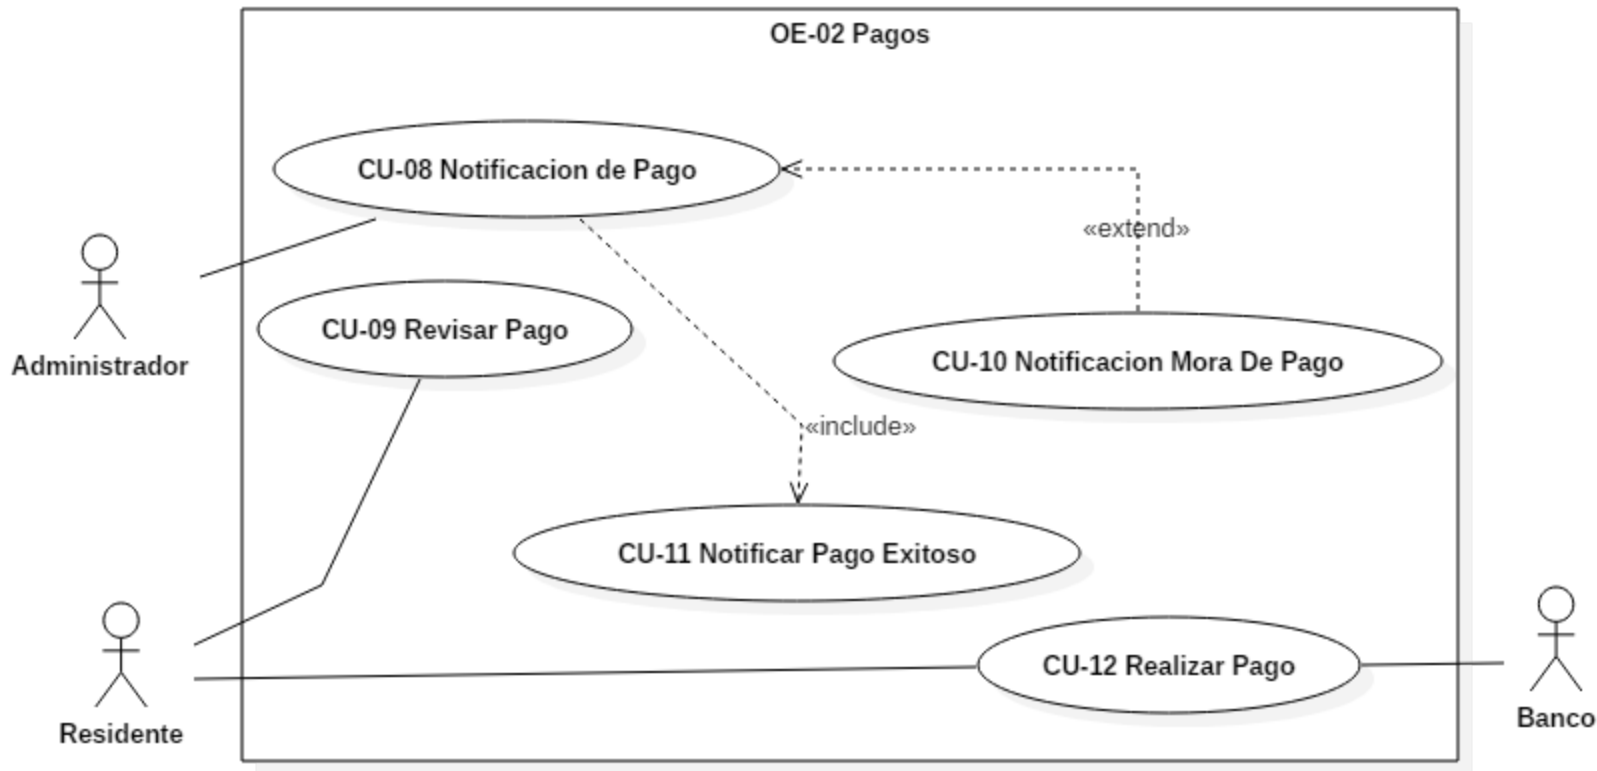 OE-02 Pagos
CU-08 Notificacion de Pago
«extend»
Administrador
CU-09 Revisar Pago
CU-10 Notificacion Mora De Pago
«include»
CU-11 Notificar Pago Exitoso
CU-12 Realizar Pago
Residente
Banco